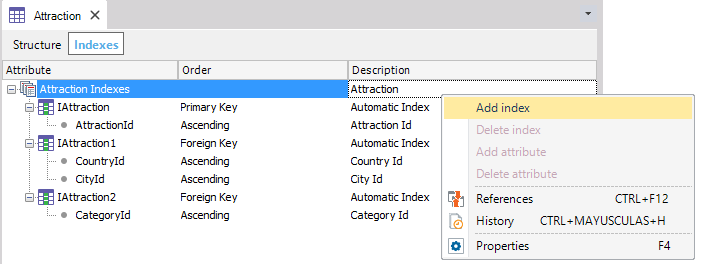 Attraction
Structure Indexes
Attribute Order Description
Attraction Indexes Attraction
IAttraction Primary Key Automatic Index
AttractionId Ascending Attraction Id
IAttraction1 Foreign Key Automatic Index
CountryId Ascending Country Id
CityId Ascending City Id
IAttraction2 Foreign Key Automatic Index
CategoryId Ascending Category Id
Add index
Delete index
Add attribute
Delete attribute
References CTRL+F12
History CTRL+MAYUSCULAS+H
Properties F4